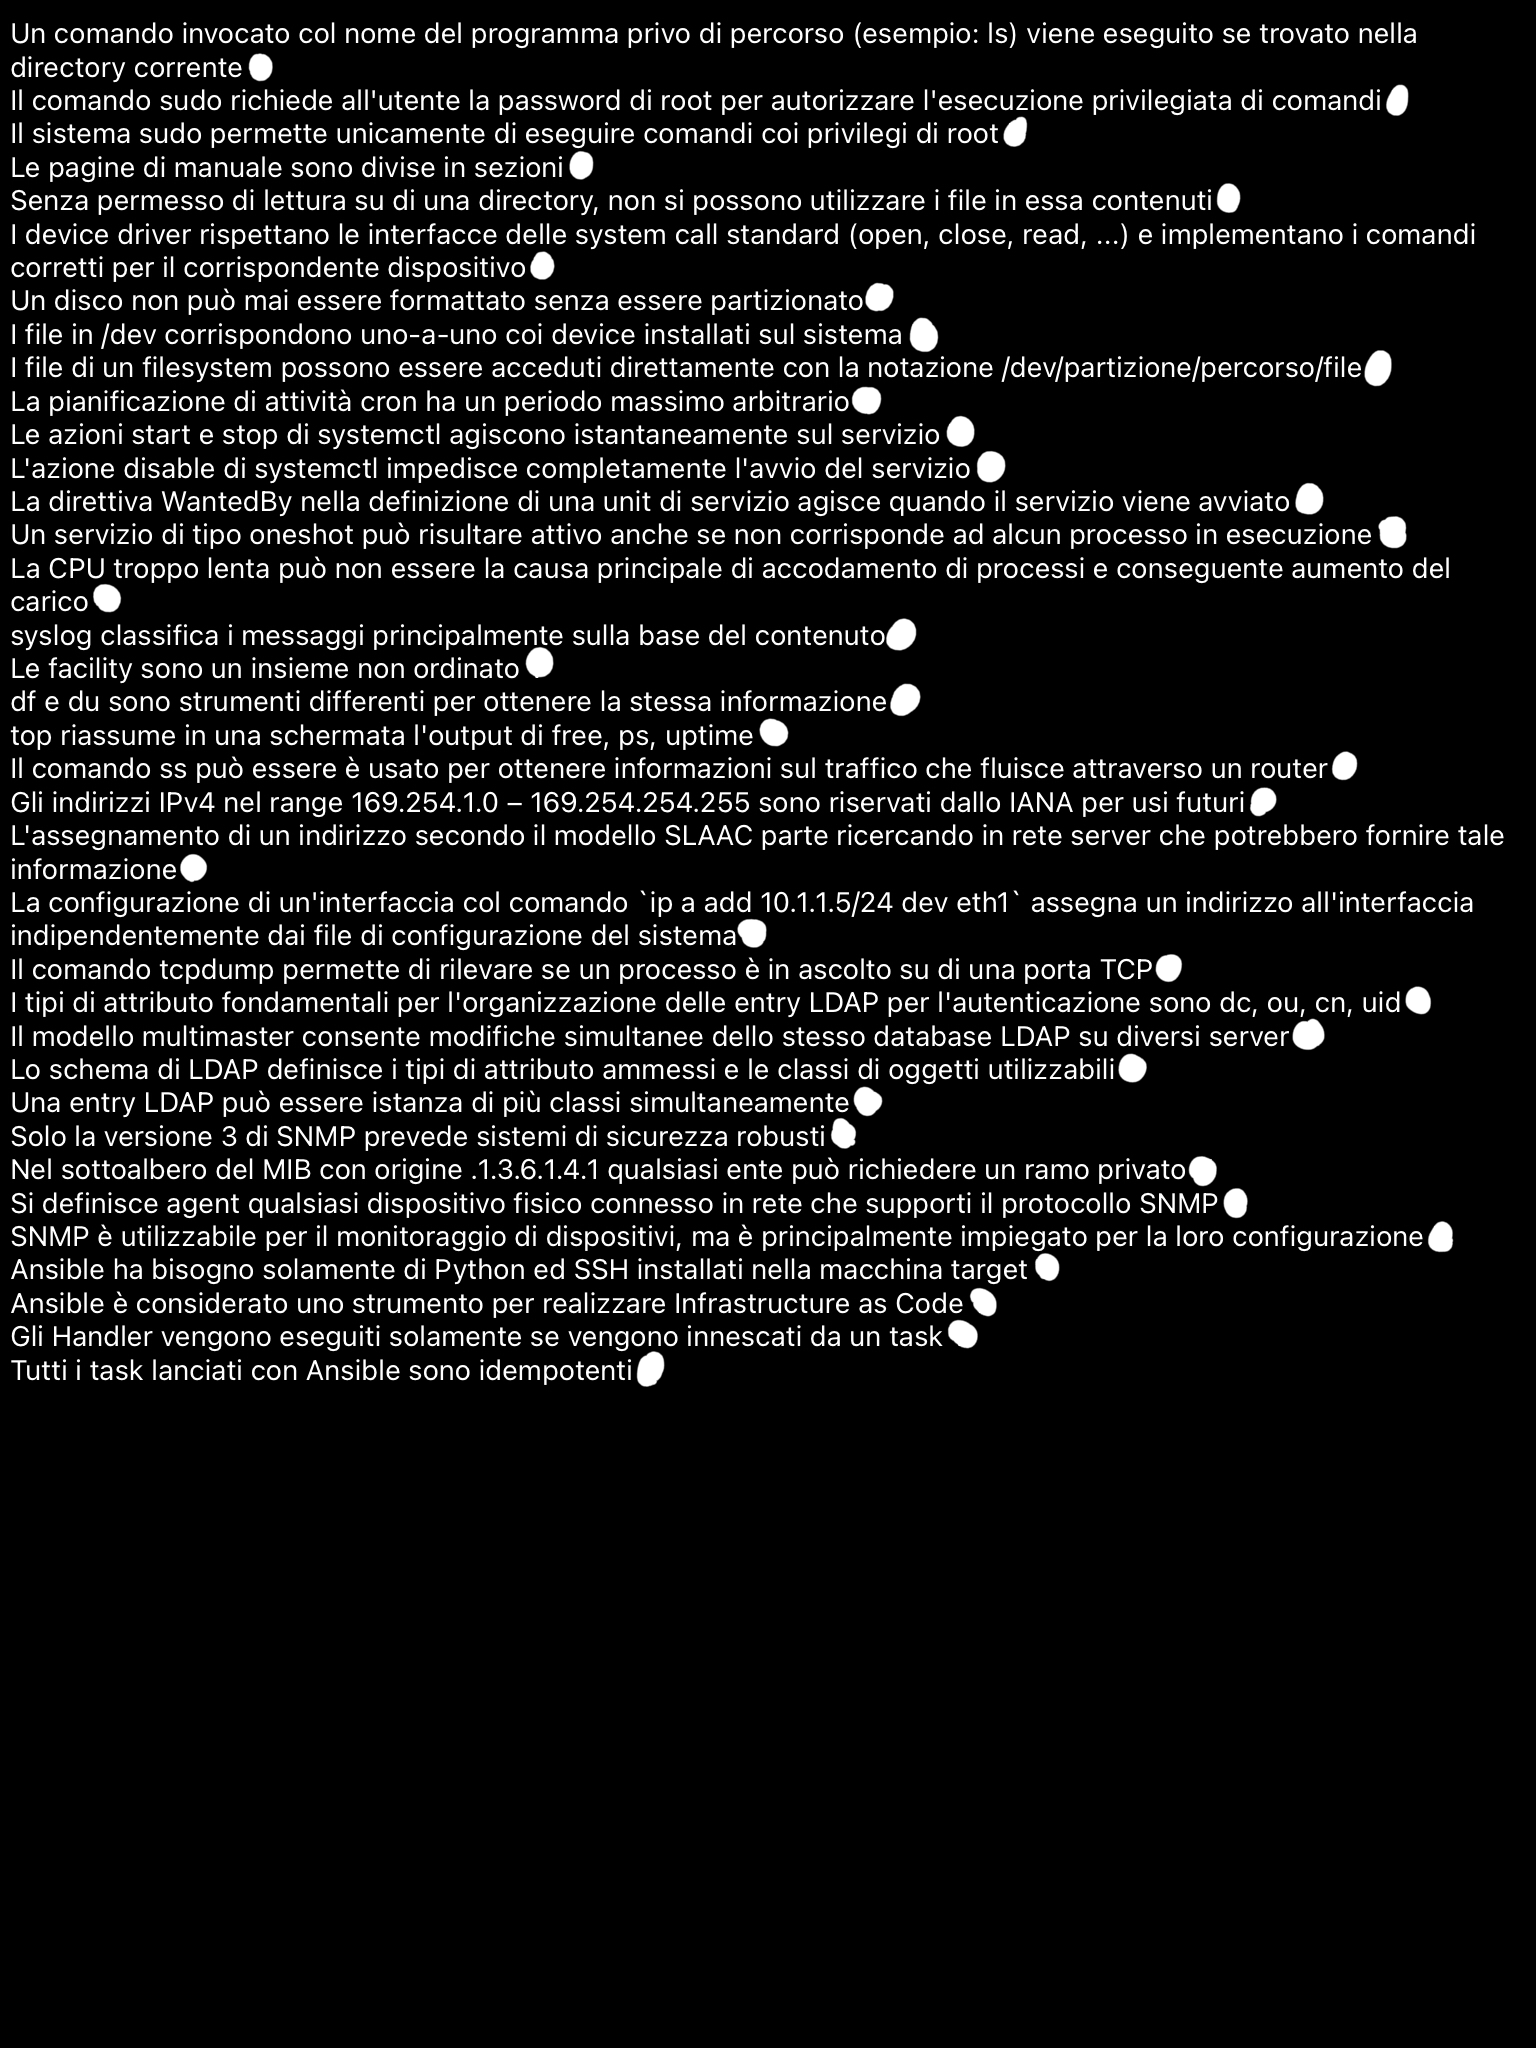 Un comando invocato col nome del programma privo di percorso (esempio: ls) viene eseguito se trovato nella
directory corrente
Il comando sudo richiede all'utente la password di root per autorizzare l'esecuzione privilegiata di comandi
Il sistema sudo permette unicamente di eseguire comandi coi privilegi di root
Le pagine di manuale sono divise in sezioni
Senza permesso di lettura su di una directory, non si possono utilizzare i file in essa contenuti
I device driver rispettano le interfacce delle system call standard (open, close, read, ...) e implementano i comandi
corretti per il corrispondente dispositivo
Un disco non può mai essere formattato senza essere partizionato
I file in /dev corrispondono uno-a-uno coi device installati sul sistema
I file di un filesystem possono essere acceduti direttamente con la notazione /dev/partizione/percorso/file
La pianificazione di attività cron ha un periodo massimo arbitrario
Le azioni start e stop di systemctl agiscono istantaneamente sul servizio
L'azione disable di systemctl impedisce completamente l'avvio del servizio
La direttiva WantedBy nella definizione di una unit di servizio agisce quando il servizio viene avviato
Un servizio di tipo oneshot può risultare attivo anche se non corrisponde ad alcun processo in esecuzione
La CPU troppo lenta può non essere la causa principale di accodamento di processi e conseguente aumento del
carico
syslog classifica i messaggi principalmente sulla base del contenuto
Le facility sono un insieme non ordinato
df e du sono strumenti differenti per ottenere la stessa informazione
top riassume in una schermata l'output di free, ps, uptime
Il comando ss può essere è usato per ottenere informazioni sul traffico che fluisce attraverso un router
Gli indirizzi IPv4 nel range 169.254.1.0 – 169.254.254.255 sono riservati dallo IANA per usi futuri
L'assegnamento di un indirizzo secondo il modello SLAAC parte ricercando in rete server che potrebbero fornire tale
informazione
La configurazione di un'interfaccia col comando `ip a add 10.1.1.5/24 dev eth1` assegna un indirizzo all'interfaccia
indipendentemente dai file di configurazione del sistema
Il comando tcpdump permette di rilevare se un processo è in ascolto su di una porta TCP
I tipi di attributo fondamentali per l'organizzazione delle entry LDAP per l'autenticazione sono dc, ou, cn, uid
Il modello multimaster consente modifiche simultanee dello stesso database LDAP su diversi server
Lo schema di LDAP definisce i tipi di attributo ammessi e le classi di oggetti utilizzabili
Una entry LDAP può essere istanza di più classi simultaneamente
Solo la versione 3 di SNMP prevede sistemi di sicurezza robusti
Nel sottoalbero del MIB con origine .1.3.6.1.4.1 qualsiasi ente può richiedere un ramo privato
Si definisce agent qualsiasi dispositivo fisico connesso in rete che supporti il protocollo SNMP
SNMP è utilizzabile per il monitoraggio di dispositivi, ma è principalmente impiegato per la loro configurazione
Ansible ha bisogno solamente di Python ed SSH installati nella macchina target
Ansible è considerato uno strumento per realizzare Infrastructure as Code
Gli Handler vengono eseguiti solamente se vengono innescati da un task
Tutti i task lanciati con Ansible sono idempotenti